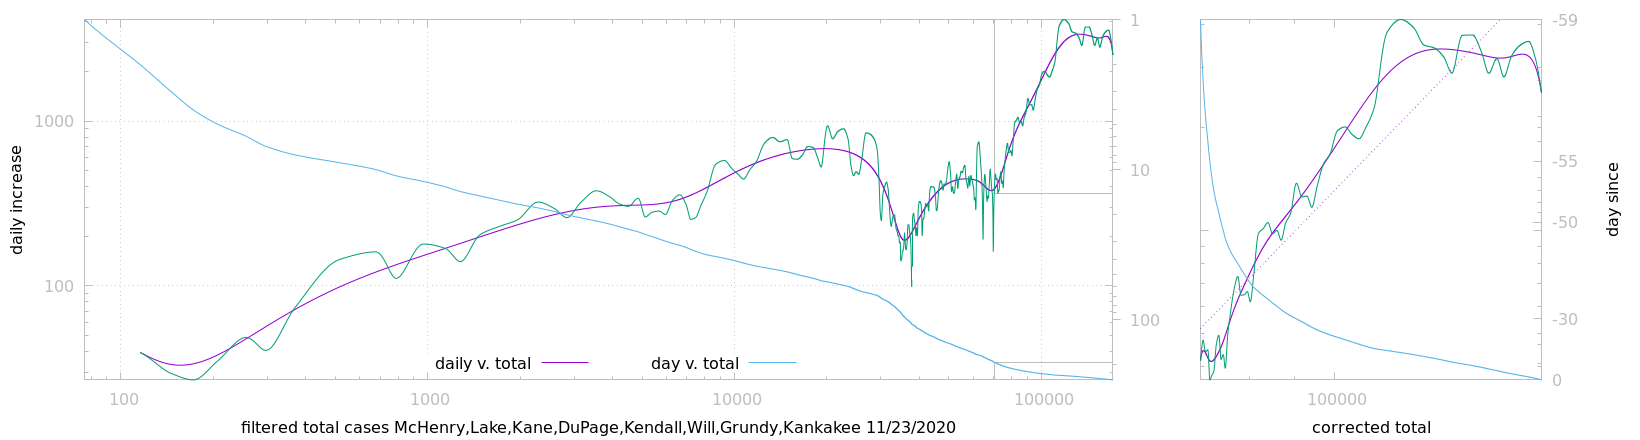 daily increase
1000
100
100
1000
10000
100000
1
10
100
daily v. total
day v. total
filtered total cases McHenry,Lake,Kane,DuPage,Kendall,Will,Grundy,Kankakee 11/23/2020
-59
-55
-50
-30
0
day since
100000
corrected total